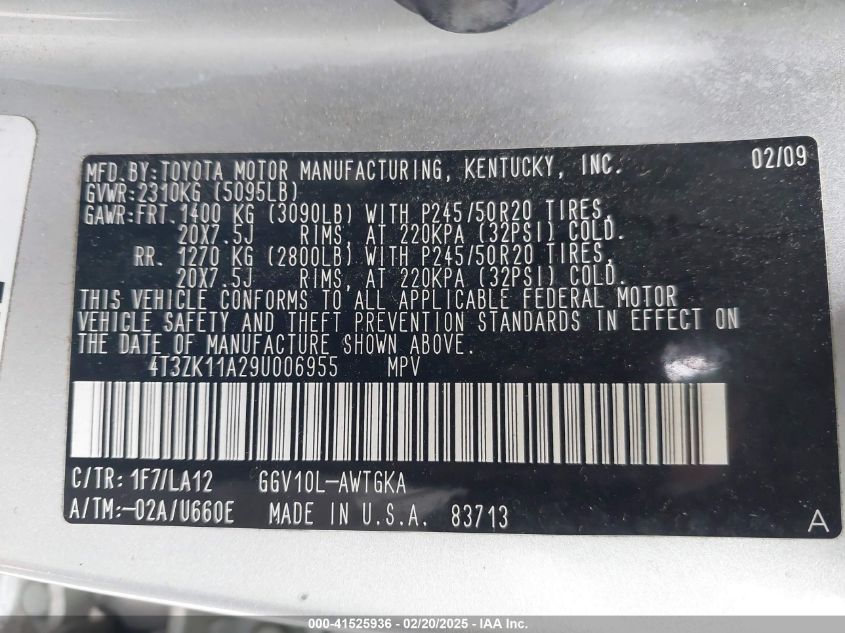 MFD.BY:TOYOTA MOTOR MANUFACTURING, KENTUCKY, INC. 02/09
GVWR:2310KG (5095LB)
GAWR:FRT.1400 KG (3090LB) WITH P245/50R20 TIRES,
20X7.5J RIMS, AT 220KPA (32PSI) COLD.
RR. 1270 KG (2800LB) WITH P245/50R20 TIRES,
20X7.5J RIMS, AT 220KPA (32PSI) COLD.
THIS VEHICLE CONFORMS TO ALL APPLICABLE FEDERAL MOTOR
VEHICLE SAFETY AND THEFT PREVENTION STANDARDS IN EFFECT ON
THE DATE OF MANUFACTURE SHOWN ABOVE.
4T3ZK11A29U006955 MPV
C/TR: 1F7/LA12 GGV10L-AWTGKA
A/TM:-02A/U660E MADE IN U.S.A. 83713
A
000-41525936 - 02/20/2025 - IAA Inc.